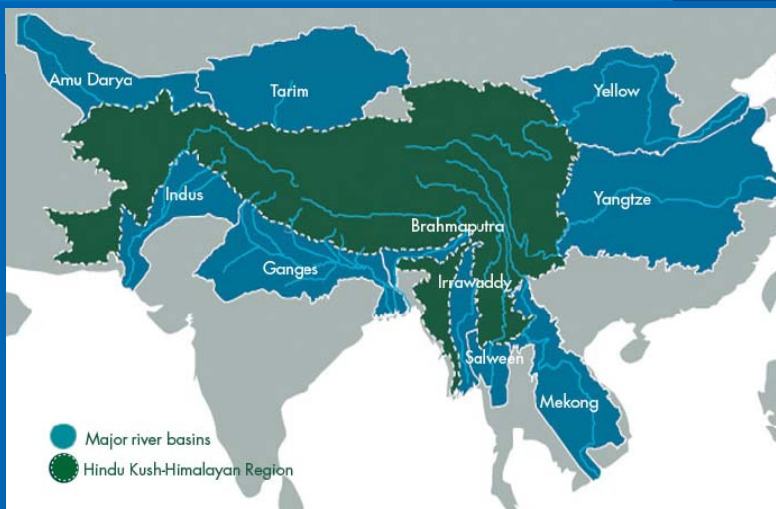 Amu Darya
Tarim
Yellow
Indus
Yangtze
Brahmaputra
Ganges
Irrawaddy
Salween
Mekong
Major river basins
Hindu Kush-Himalayan Region